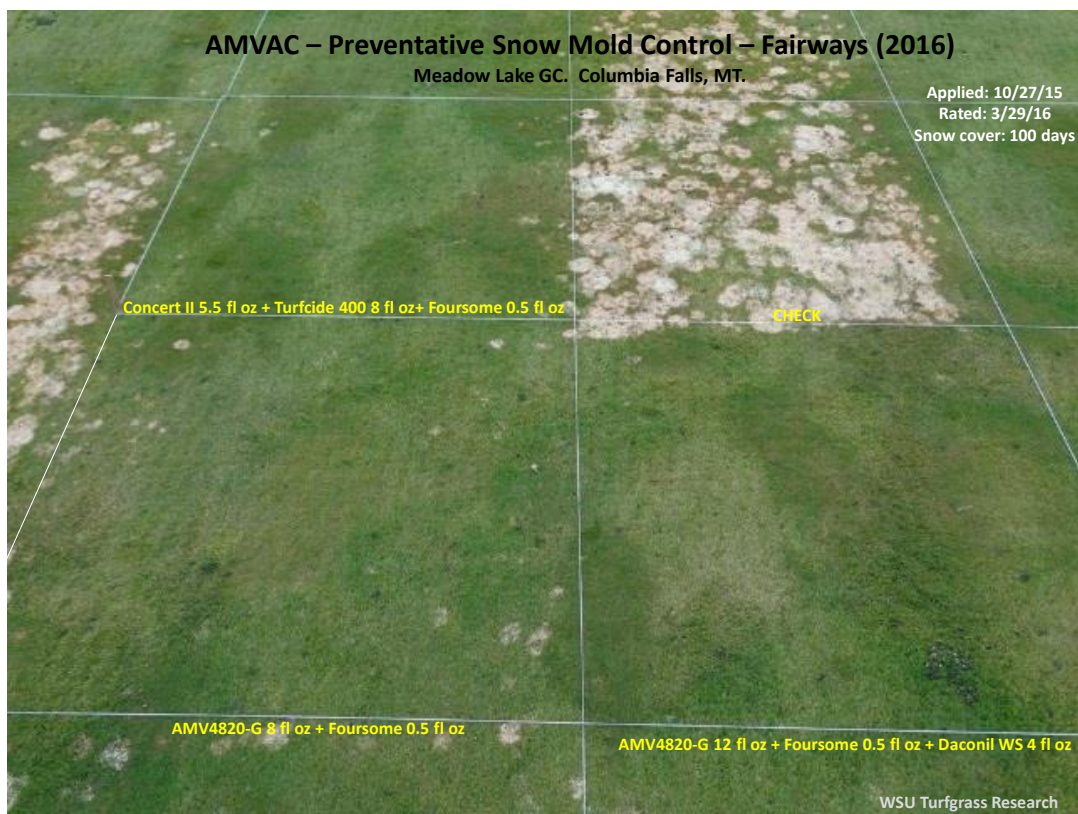 AMVAC – Preventative Snow Mold Control – Fairways (2016)
Meadow Lake GC.  Columbia Falls, MT.
Applied: 10/27/15
Rated: 3/29/16
Snow cover: 100 days
Concert II 5.5 fl oz + Turfcide 400 8 fl oz+ Foursome 0.5 fl oz
CHECK
AMV4820-G 8 fl oz + Foursome 0.5 fl oz
AMV4820-G 12 fl oz + Foursome 0.5 fl oz + Daconil WS 4 fl oz
WSU Turfgrass Research